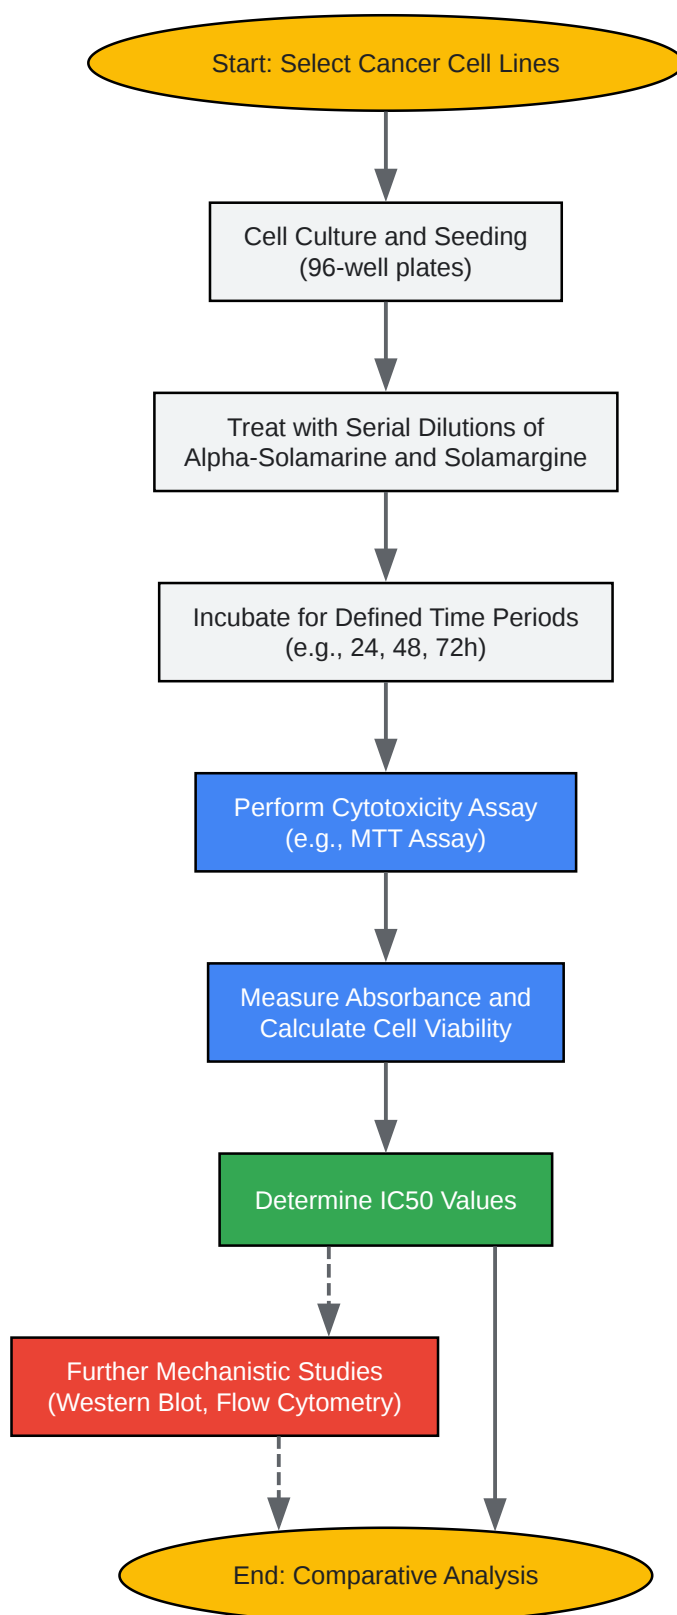 Start: Select Cancer Cell Lines
Cell Culture and Seeding
(96-well plates)
Treat with Serial Dilutions of
Alpha-Solamarine and Solamargine
Incubate for Defined Time Periods
(e.g., 24, 48, 72h)
Perform Cytotoxicity Assay
(e.g., MTT Assay)
Measure Absorbance and
Calculate Cell Viability
Determine IC50 Values
Further Mechanistic Studies
(Western Blot, Flow Cytometry)
End: Comparative Analysis